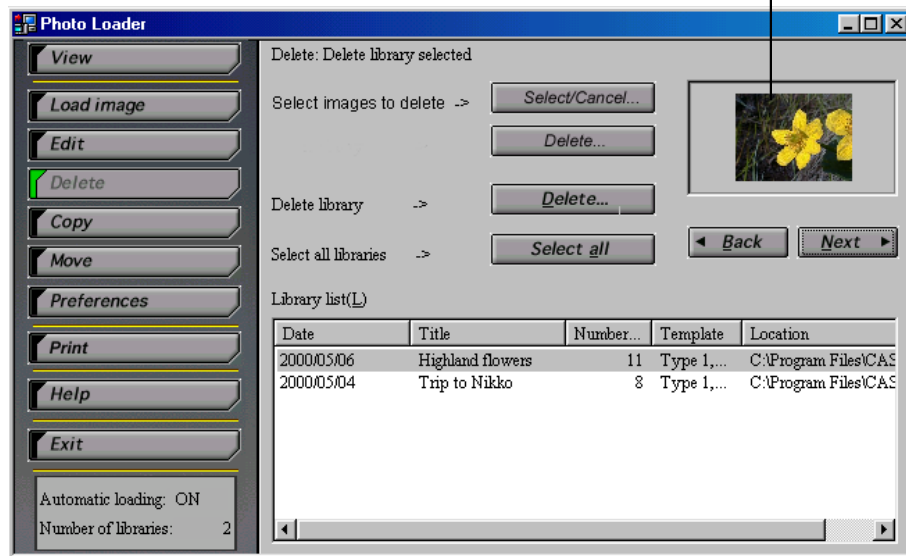 Photo Loader
View
Load image
Edit
Delete
Copy
Move
Preferences
Print
Help
Exit
Automatic loading: ON
Number of libraries: 2
Delete: Delete library selected
Select images to delete -> Select/Cancel...
Delete...
Delete library -> Delete...
Select all libraries -> Select all
Back Next
Library list(L)
Date Title Number... Template Location
2000/05/06 Highland flowers 11 Type 1,... C:\Program Files\CAS
2000/05/04 Trip to Nikko 8 Type 1,... C:\Program Files\CAS